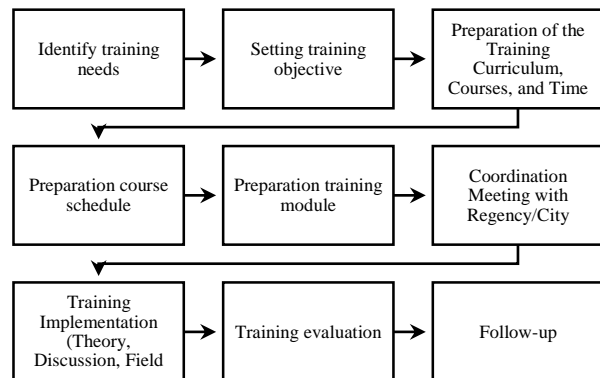 Identify training
needs
Setting training
objective
Preparation of the
Training
Curriculum,
Courses, and Time
Preparation course
schedule
Preparation training
module
Coordination
Meeting with
Regency/City
Training
Implementation
(Theory,
Discussion, Field
Training evaluation
Follow-up